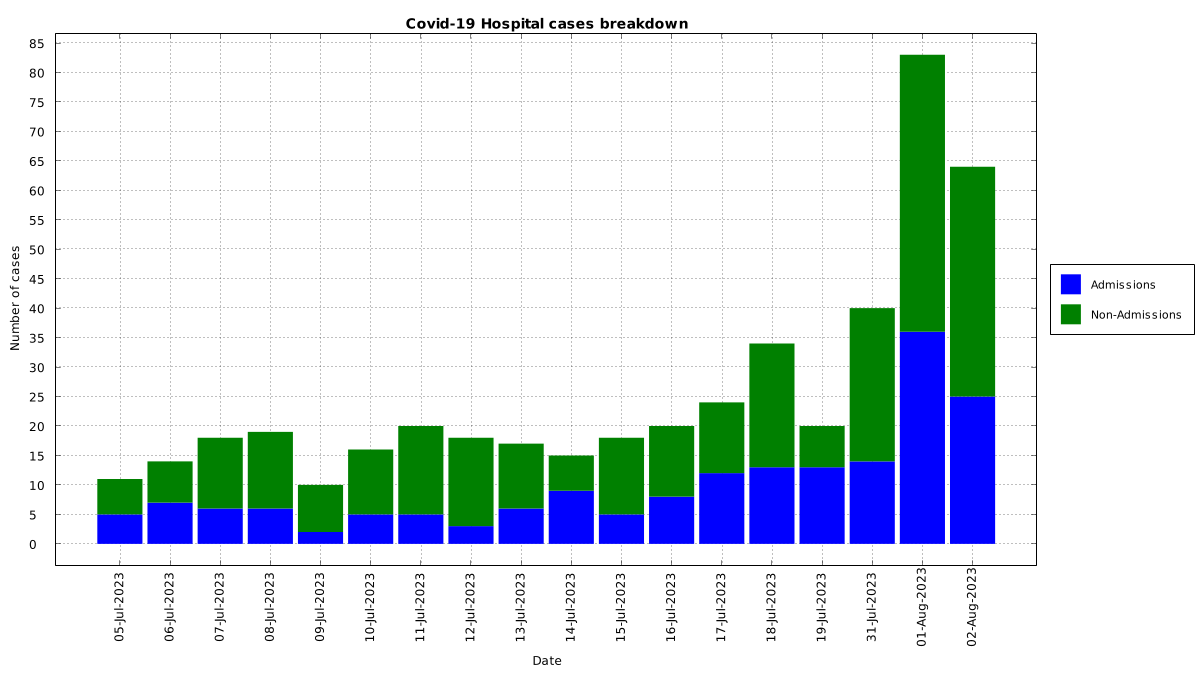 Covid-19 Hospital cases breakdown
85
80
75
70
65
60
55
50
45
40
35
30
25
20
15
10
5
0
Number of cases
05-Jul-2023
06-Jul-2023
07-Jul-2023
08-Jul-2023
09-Jul-2023
10-Jul-2023
11-Jul-2023
12-Jul-2023
13-Jul-2023
14-Jul-2023
15-Jul-2023
16-Jul-2023
17-Jul-2023
18-Jul-2023
19-Jul-2023
31-Jul-2023
01-Aug-2023
02-Aug-2023
Date
Admissions
Non-Admissions